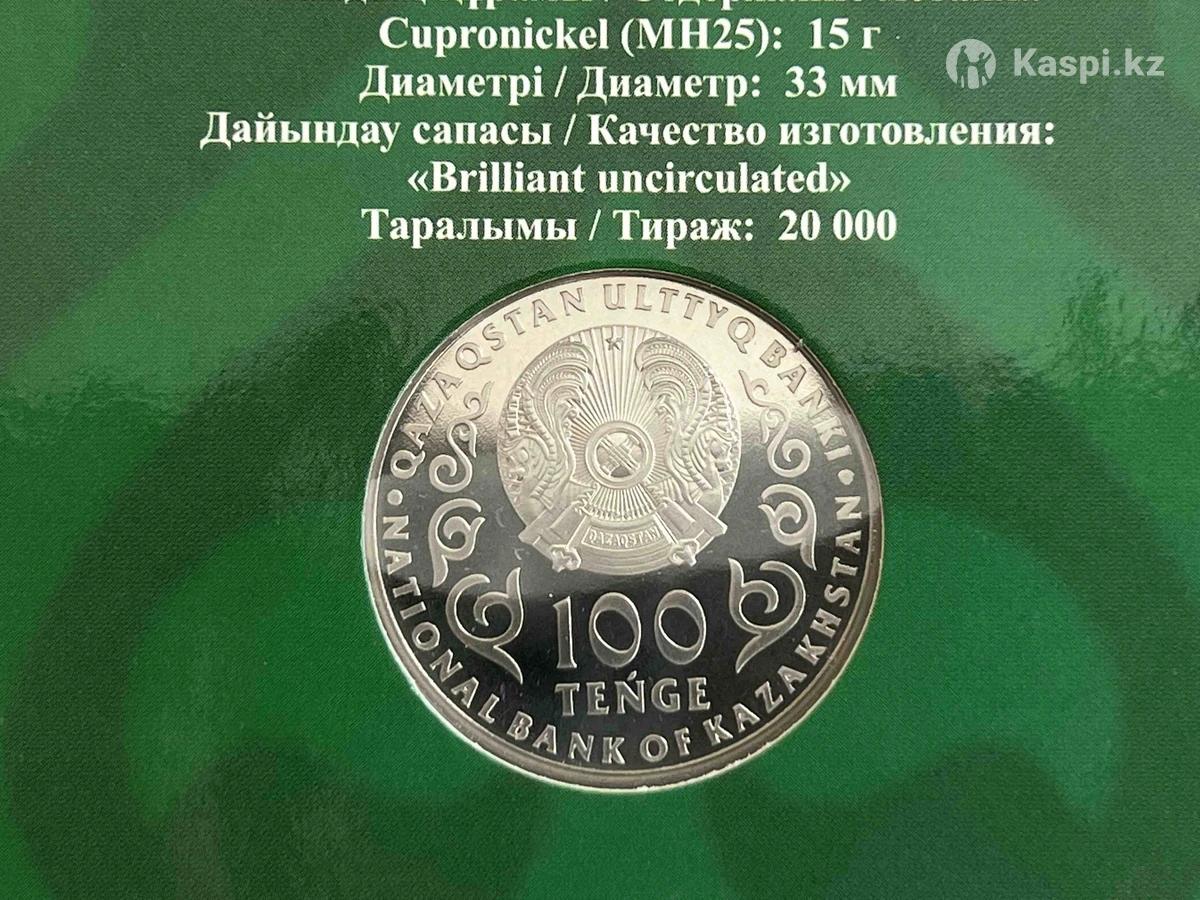 Cupronickel (МН25): 15 г
Диаметрі / Диаметр: 33 мм
Дайындау сапасы / Качество изготовления:
«Brilliant uncirculated»
Таралымы / Тираж: 20 000
Kaspi.kz
QAZAQSTAN ULTTYQ BANKI
QAZAQSTAN
100
TEŃGE
NATIONAL BANK OF KAZAKHSTAN